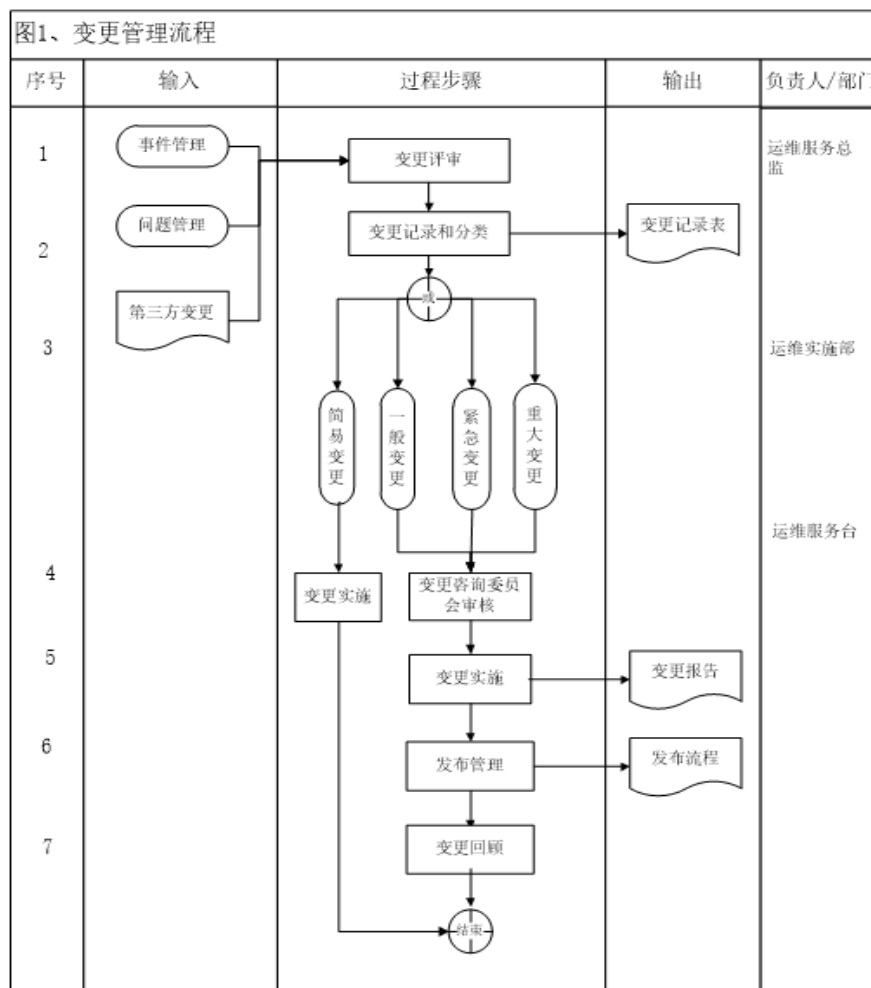 图1、变更管理流程
序号
输入
过程步骤
输出
负责人/部门
1
事件管理
变更评审
运维服务总
监
问题管理
变更记录和分类
变更记录表
2
或
第三方变更
3
运维实施部
简易变更
一般变更
紧急变更
重大变更
运维服务台
4
变更实施
变更咨询委员
会审核
5
变更实施
变更报告
6
发布管理
发布流程
7
变更回顾
结束